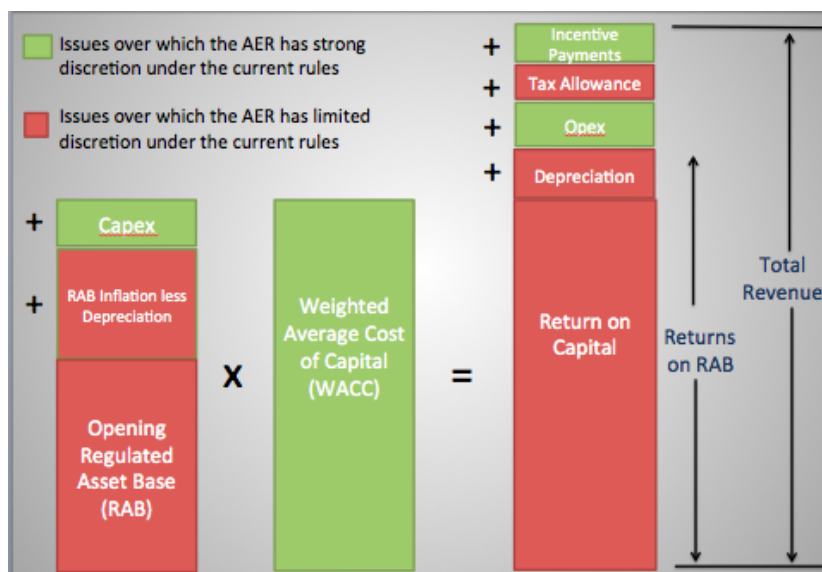 Issues over which the AER has strong
discretion under the current rules
Issues over which the AER has limited
discretion under the current rules
+
Capex
+
RAB Inflation less
Depreciation
Opening
Regulated
Asset Base
(RAB)
X
Weighted
Average Cost
of Capital
(WACC)
=
+
Incentive
Payments
+
Tax Allowance
+
Opex
+
Depreciation
Return on
Capital
Returns
on RAB
Total
Revenue